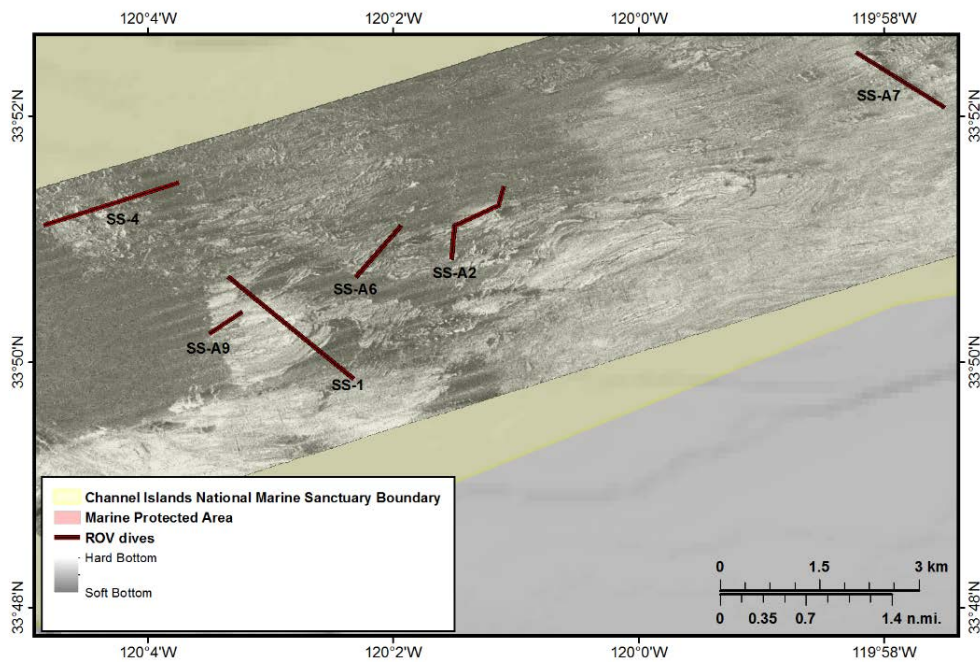 120°4'W 120°2'W 120°0'W 119°58'W
33°52'N 33°52'N
SS-A7
SS-4
SS-A2
SS-A6
SS-A9
SS-1
33°50'N 33°50'N
Channel Islands National Marine Sanctuary Boundary
Marine Protected Area
ROV dives
Hard Bottom
Soft Bottom
0 1.5 3 km
0 0.35 0.7 1.4 n.mi.
33°48'N 33°48'N
120°4'W 120°2'W 120°0'W 119°58'W